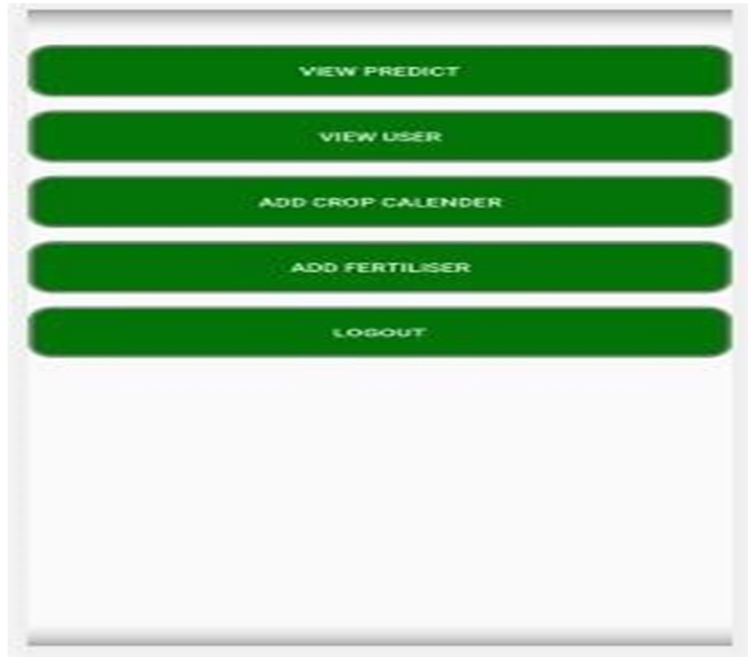 VIEW PREDICT
VIEW USER
ADD CROP CALENDER
ADD FERTILISER
LOGOUT